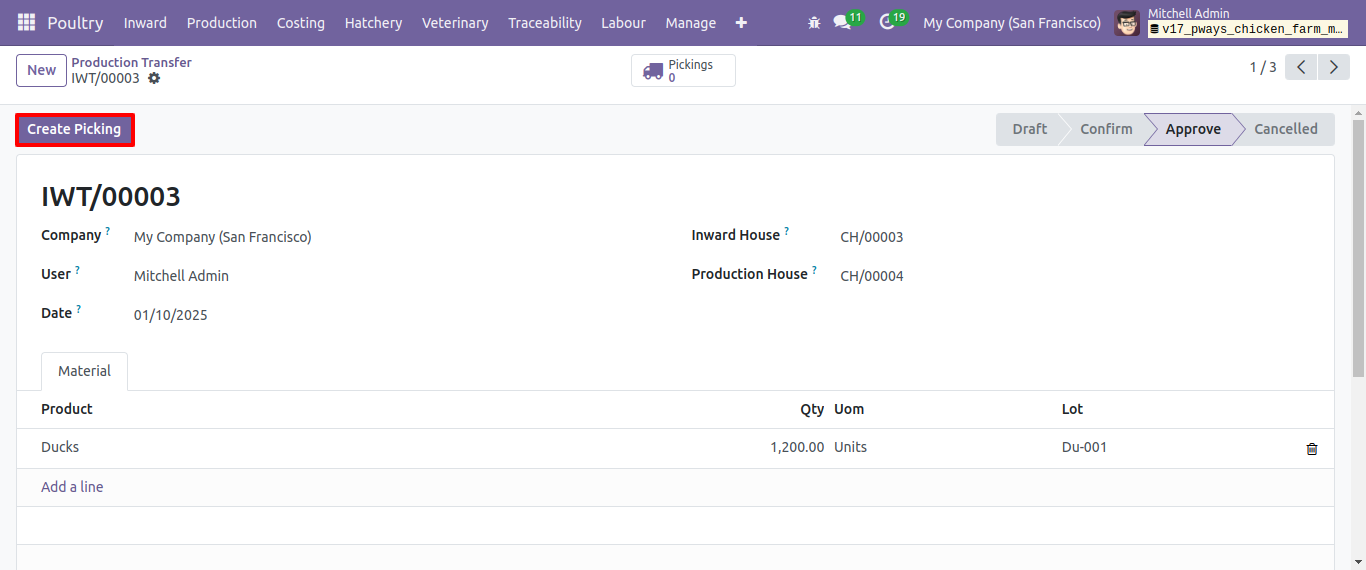 Poultry Inward Production Costing Hatchery Veterinary Traceability Labour Manage 11 19 My Company (San Francisco) Mitchell Admin
v17_pways_chicken_farm_m...
New Production Transfer Pickings
IWT/00003 0 1 / 3
Create Picking Draft Confirm Approve Cancelled
IWT/00003
Company ? My Company (San Francisco) Inward House ? CH/00003
User ? Mitchell Admin Production House ? CH/00004
Date ? 01/10/2025
Material
Product Qty Uom Lot
Ducks 1,200.00 Units Du-001
Add a line